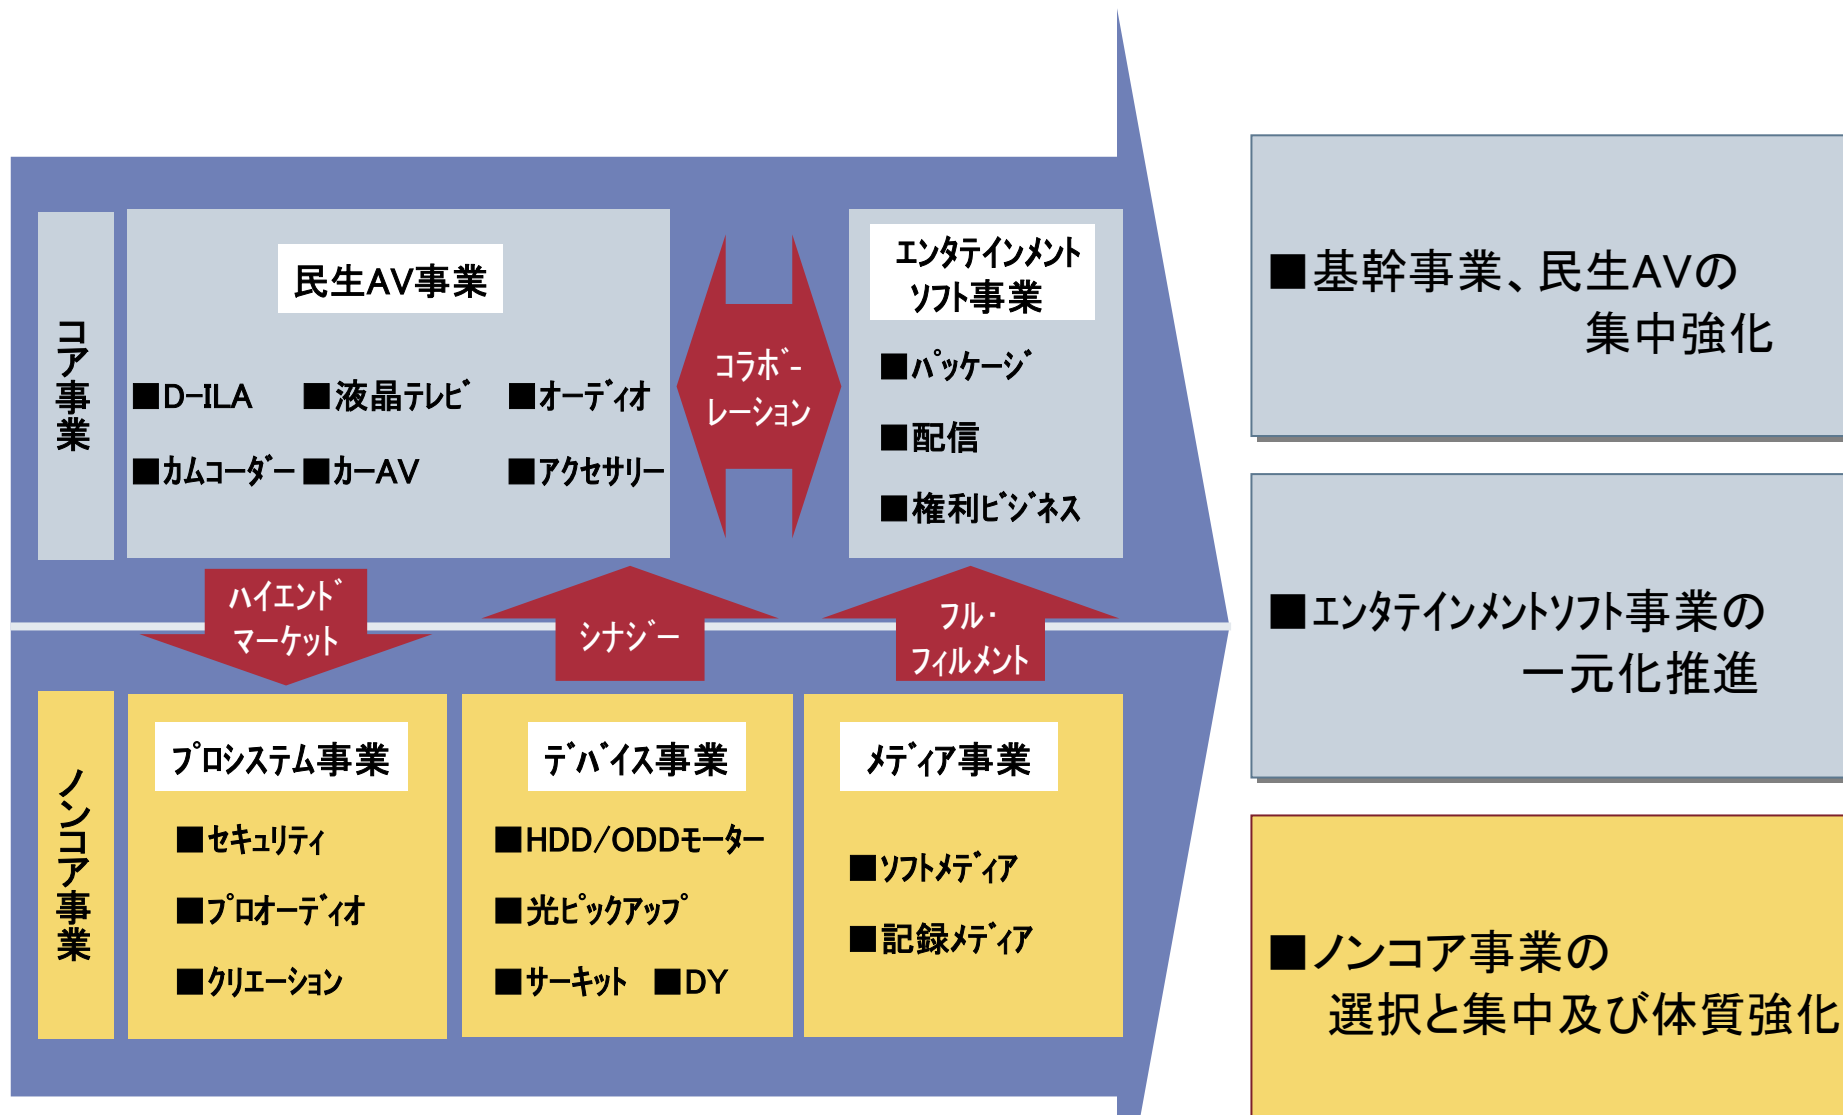 コア事業
民生AV事業
■D-ILA ■液晶テレビ ■オーディオ
■カムコーダー ■カーAV ■アクセサリー
コラボ-
レーション
エンタテインメント
ソフト事業
■パッケージ
■配信
■権利ビジネス
ハイエンド
マーケット
シナジー
フル・
フィルメント
ノンコア事業
プロシステム事業
■セキュリティ
■プロオーディオ
■クリエーション
デバイス事業
■HDD/ODDモーター
■光ピックアップ
■サーキット ■DY
メディア事業
■ソフトメディア
■記録メディア
■基幹事業、民生AVの
集中強化
■エンタテインメントソフト事業の
一元化推進
■ノンコア事業の
選択と集中及び体質強化